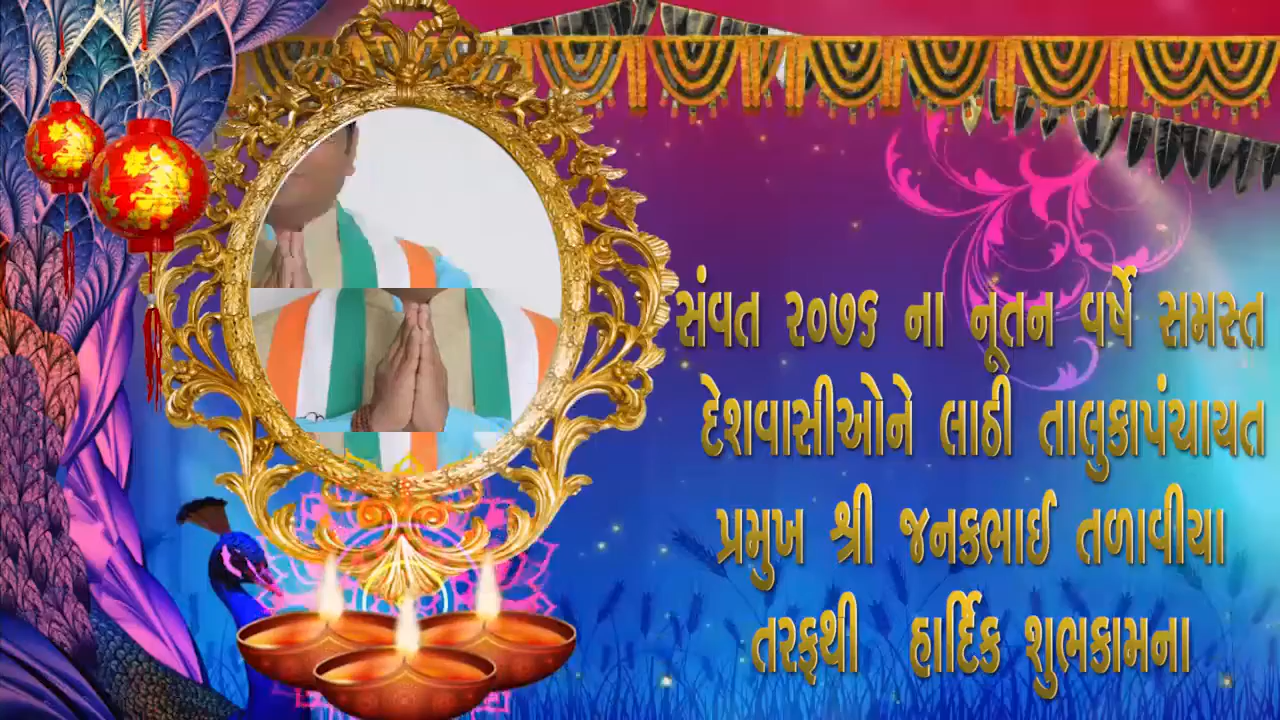 સંવત ૨૦૭૬ ના નૂતન વર્ષે સમસ્ત
દેશવાસીઓને લાઠી તાલુકાપંચાયત
પ્રમુખ શ્રી જનકભાઈ તળાવીયા
તરફથી હાર્દિક શુભકામના